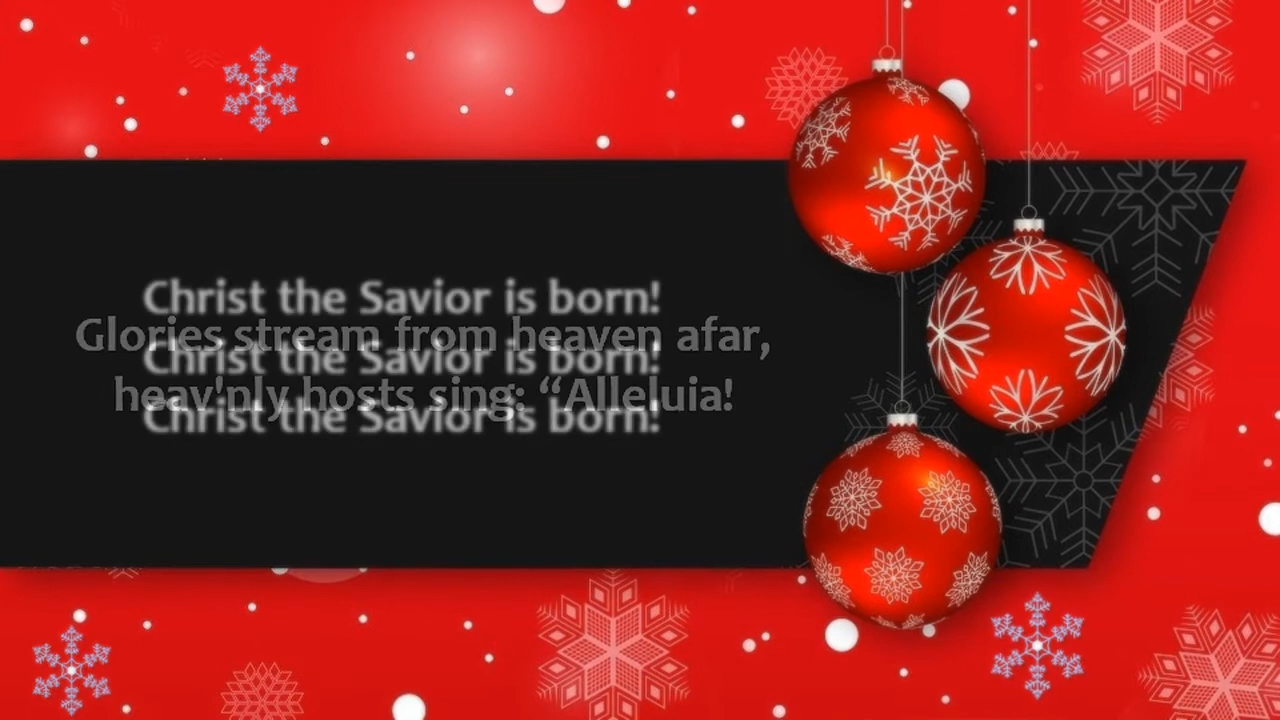 Christ the Savior is born!
Glories stream from heaven afar,
Christ the Savior is born!
heav'nly hosts sing: “Alleluia!
Christ the Savior is born!